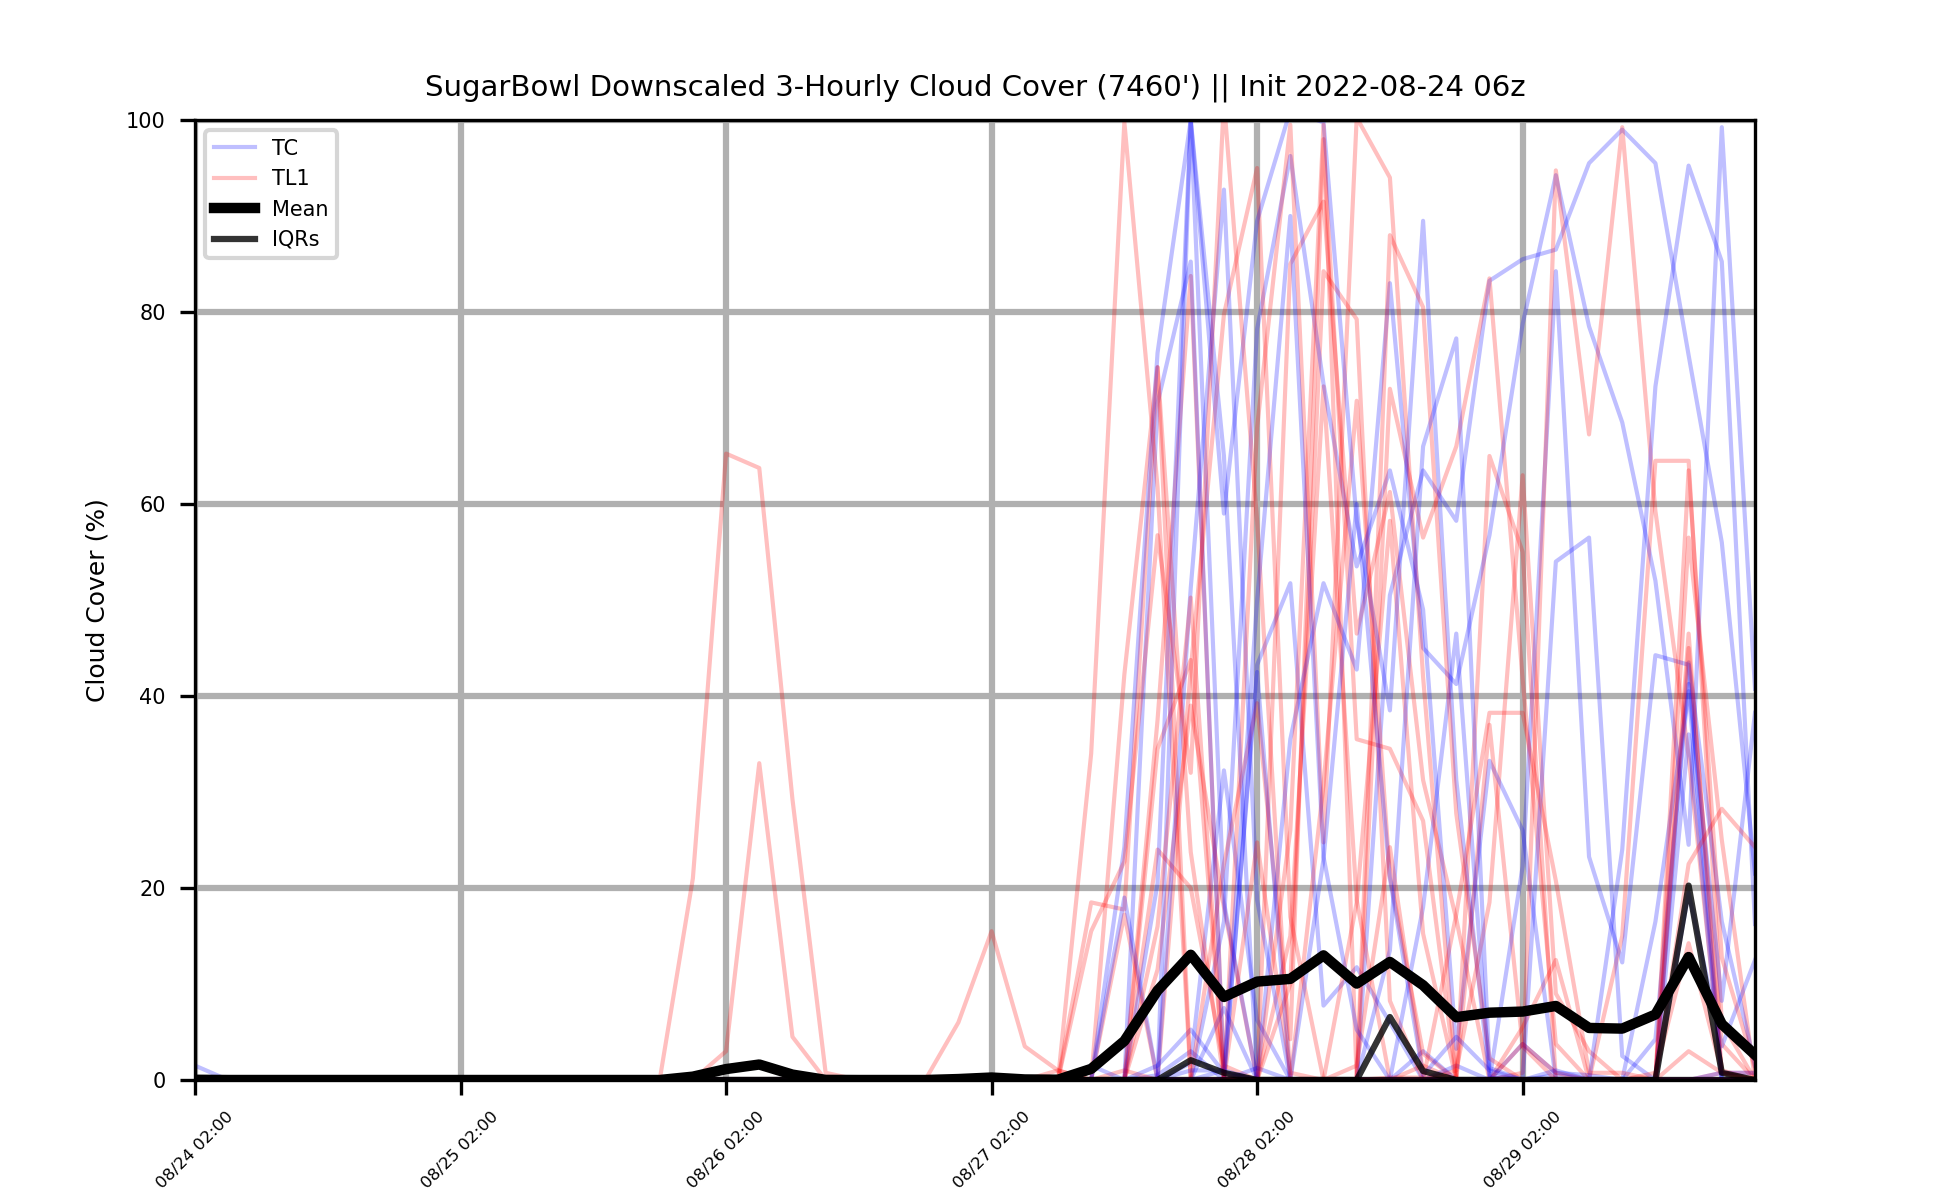 SugarBowl Downscaled 3-Hourly Cloud Cover (7460') || Init 2022-08-24 06z
Cloud Cover (%)
100
80
60
40
20
0
TC
TL1
Mean
IQRs
08/24 02:00
08/25 02:00
08/26 02:00
08/27 02:00
08/28 02:00
08/29 02:00